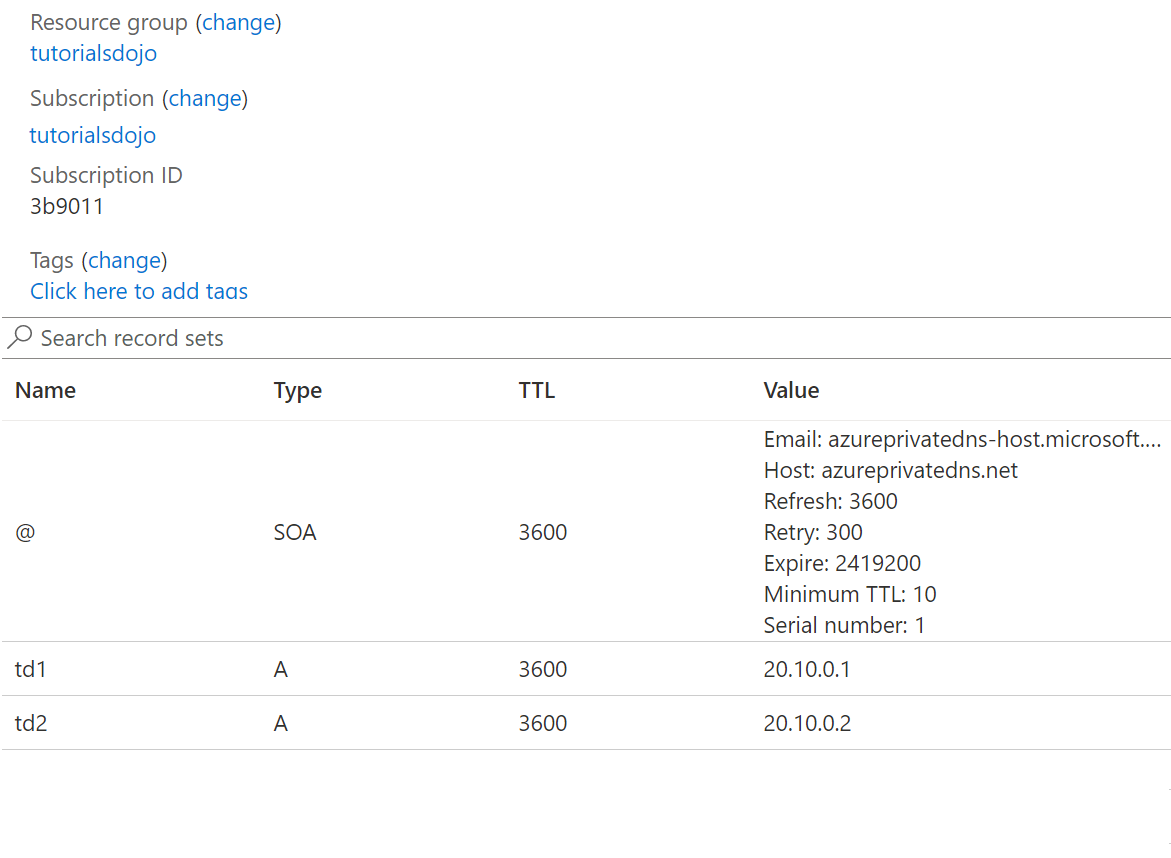 Resource group (change)
tutorialsdojo
Subscription (change)
tutorialsdojo
Subscription ID
3b9011
Tags (change)
Click here to add tags
Search record sets
Name Type TTL Value
@ SOA 3600 Email: azureprivatedns-host.microsoft....
Host: azureprivatedns.net
Refresh: 3600
Retry: 300
Expire: 2419200
Minimum TTL: 10
Serial number: 1
td1 A 3600 20.10.0.1
td2 A 3600 20.10.0.2